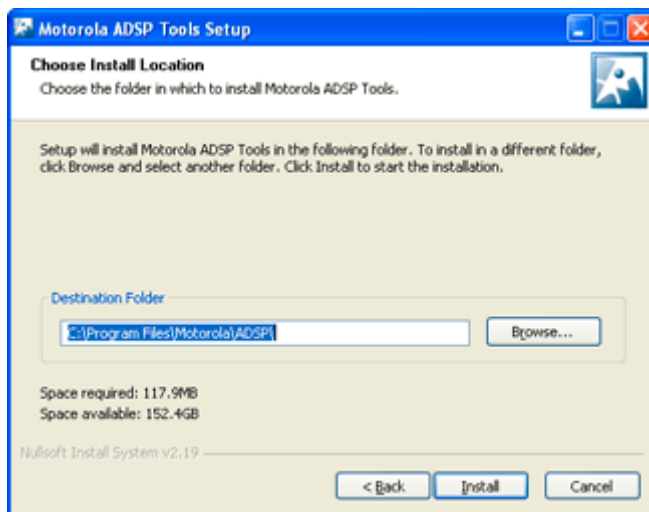 Motorola ADSP Tools Setup
Choose Install Location
Choose the folder in which to install Motorola ADSP Tools.
Setup will install Motorola ADSP Tools in the following folder. To install in a different folder,
click Browse and select another folder. Click Install to start the installation.
Destination Folder
C:\Program Files\Motorola\ADSP\
Browse...
Space required: 117.9MB
Space available: 152.4GB
Nullsoft Install System v2.19
< Back
Install
Cancel